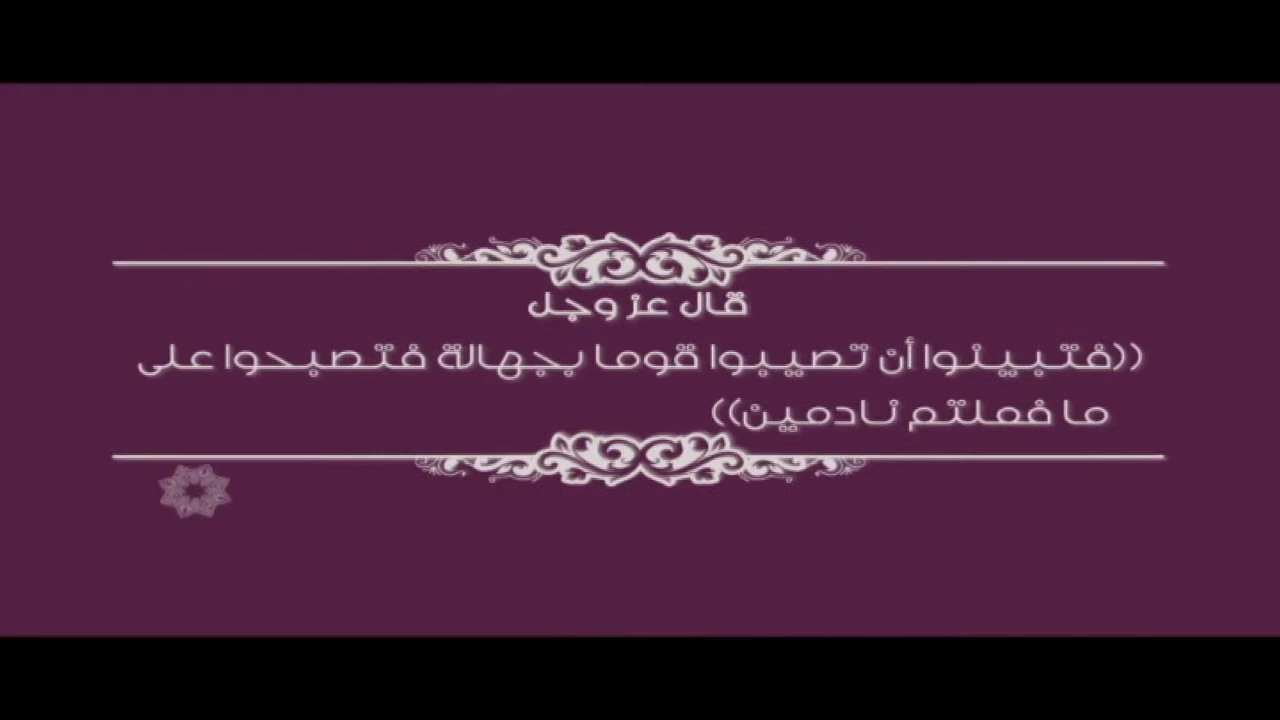 قال عز وجل
((فتبينوا أن تصيبوا قوما بجهالة فتصبحوا على
ما فعلتم نادمين))